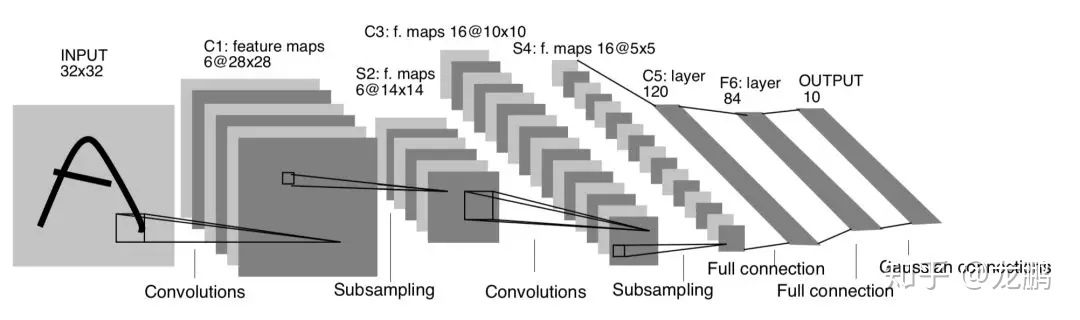 INPUT
32x32
C1: feature maps
6@28x28
S2: f. maps
6@14x14
C3: f. maps 16@10x10
S4: f. maps 16@5x5
C5: layer
120
F6: layer
84
OUTPUT
10
Convolutions
Subsampling
Convolutions
Subsampling
Full connection
Full connection
Gaussian connections
知乎 @龙鹏